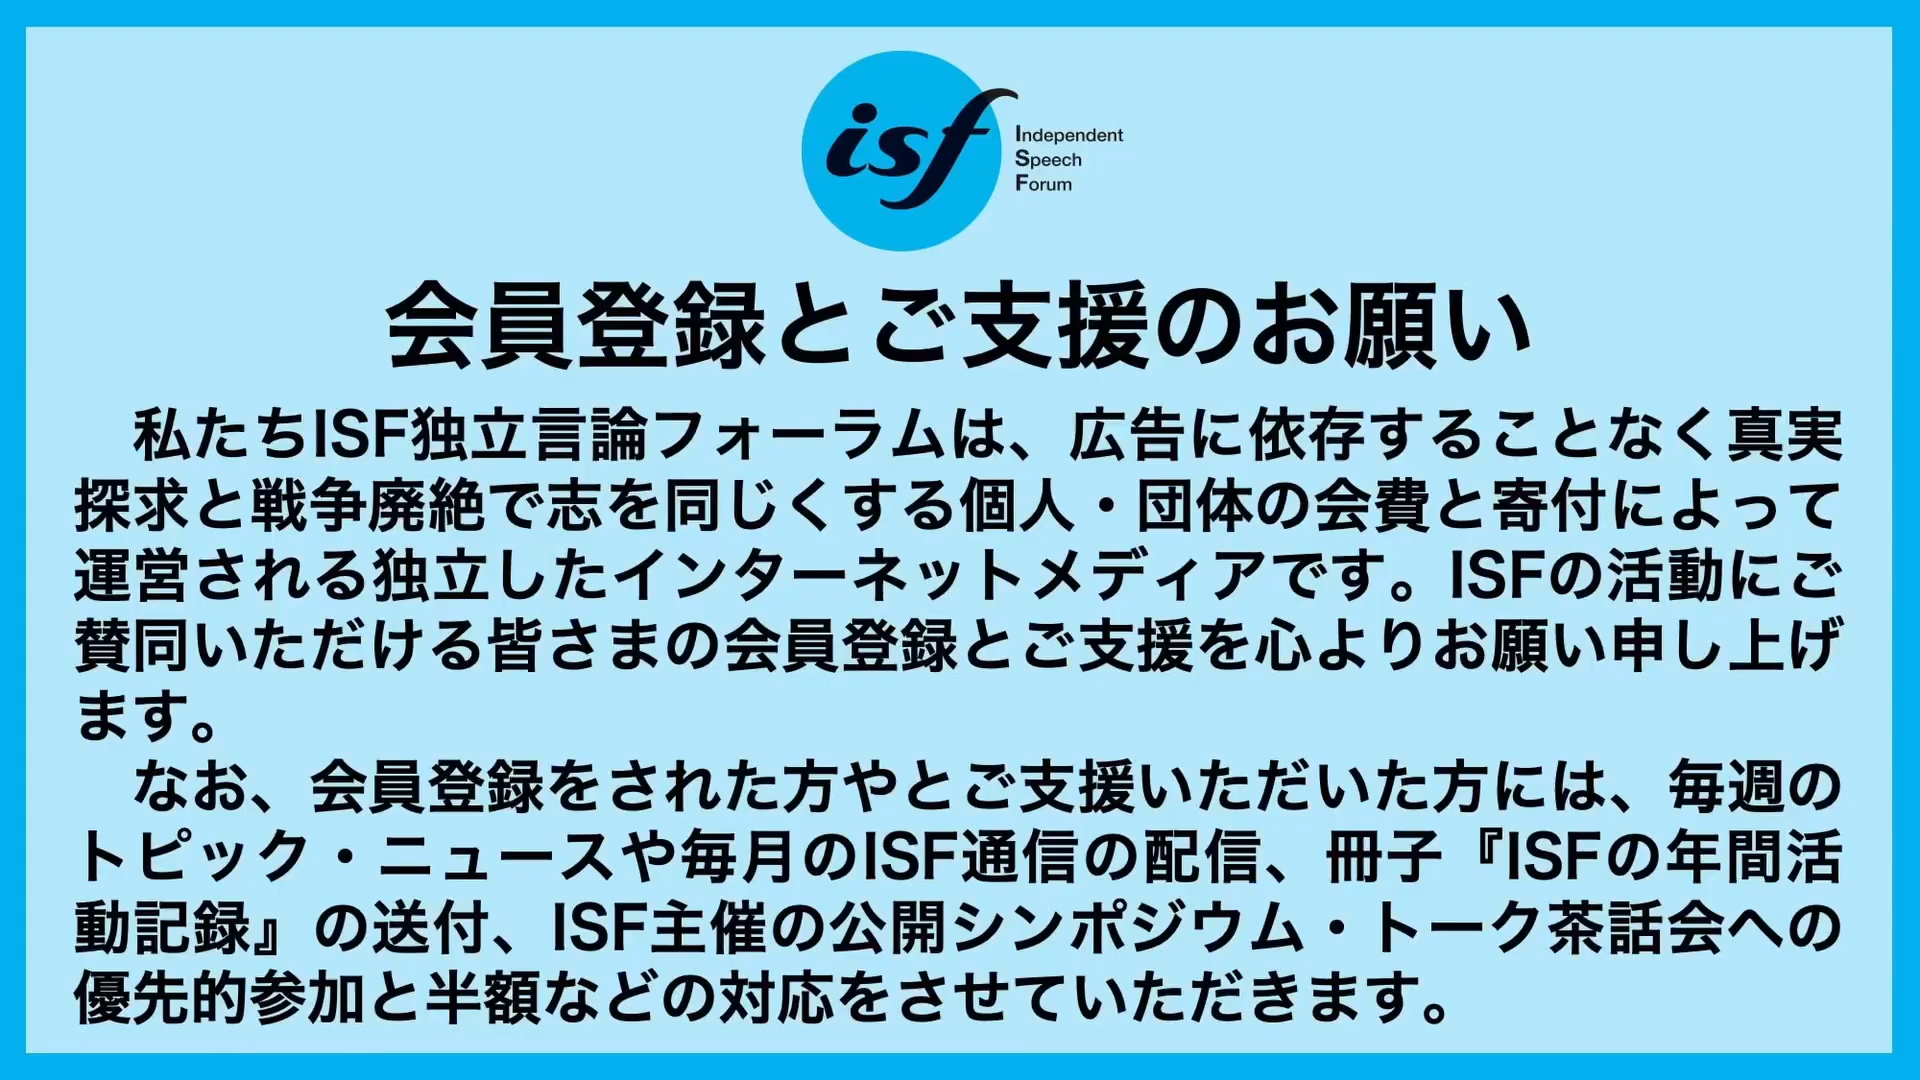 isf
Independent
Speech
Forum
会員登録とご支援のお願い
　私たちISF独立言論フォーラムは、広告に依存することなく真実
探求と戦争廃絶で志を同じくする個人・団体の会費と寄付によって
運営される独立したインターネットメディアです。ISFの活動にご
賛同いただける皆さまの会員登録とご支援を心よりお願い申し上げ
ます。
　なお、会員登録をされた方やとご支援いただいた方には、毎週の
トピック・ニュースや毎月のISF通信の配信、冊子『ISFの年間活
動記録』の送付、ISF主催の公開シンポジウム・トーク茶話会への
優先的参加と半額などの対応をさせていただきます。